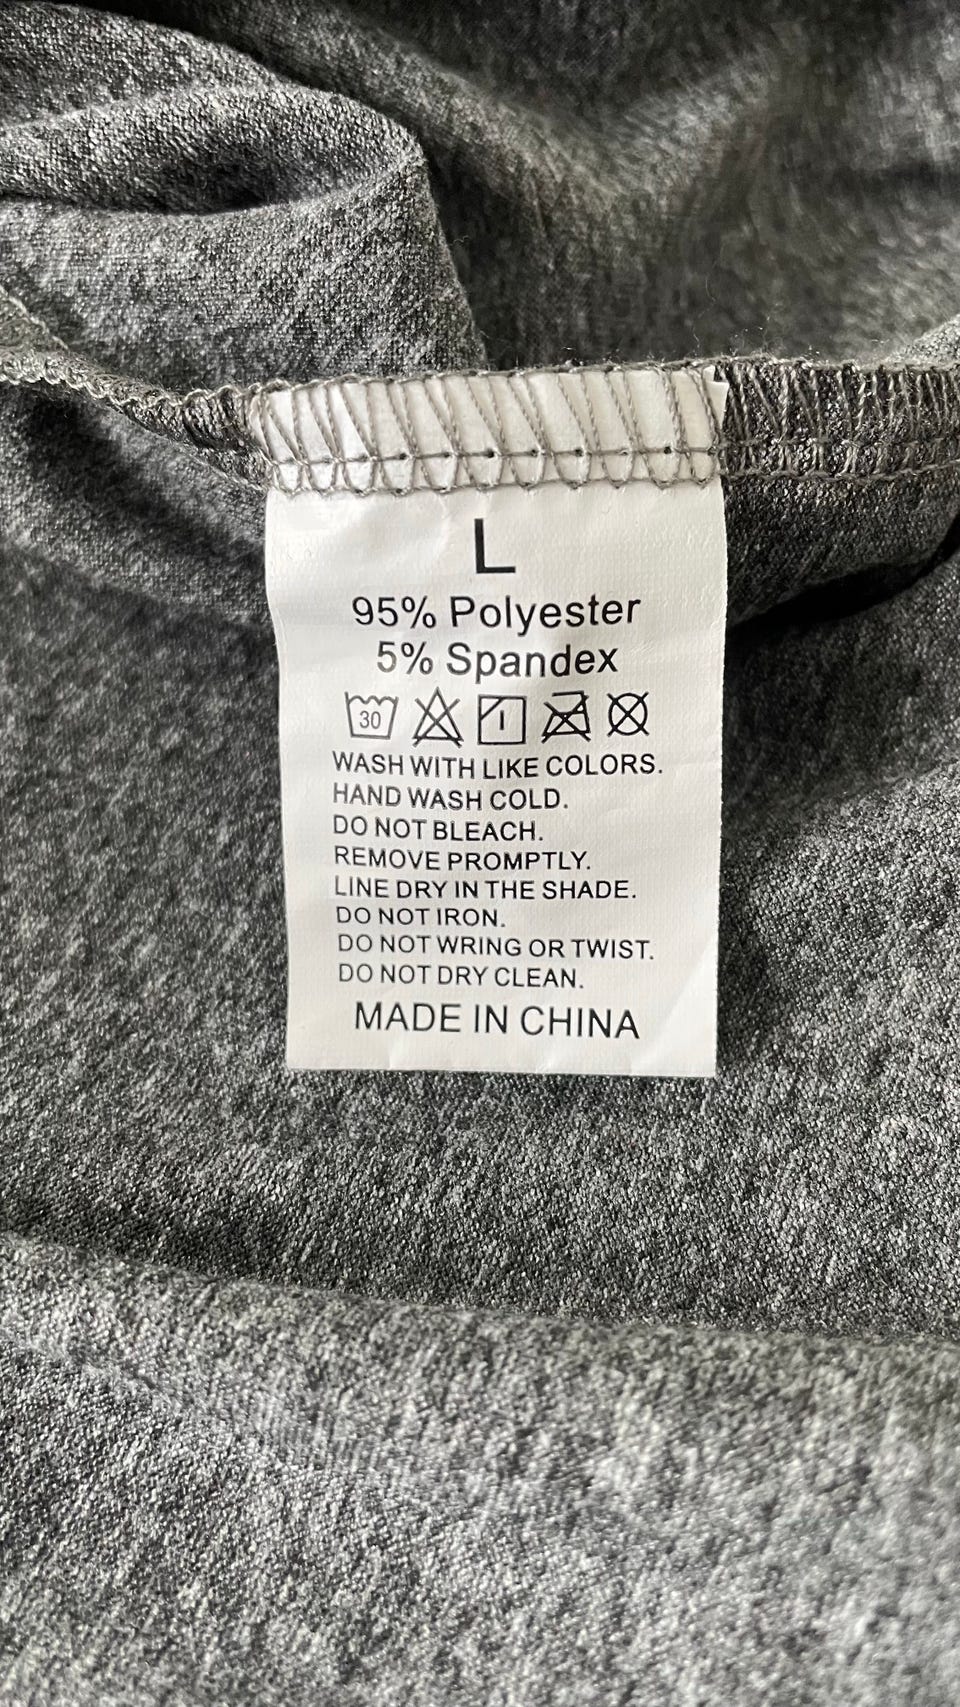 L
95% Polyester
5% Spandex
30
WASH WITH LIKE COLORS.
HAND WASH COLD.
DO NOT BLEACH.
REMOVE PROMPTLY.
LINE DRY IN THE SHADE.
DO NOT IRON.
DO NOT WRING OR TWIST.
DO NOT DRY CLEAN.
MADE IN CHINA